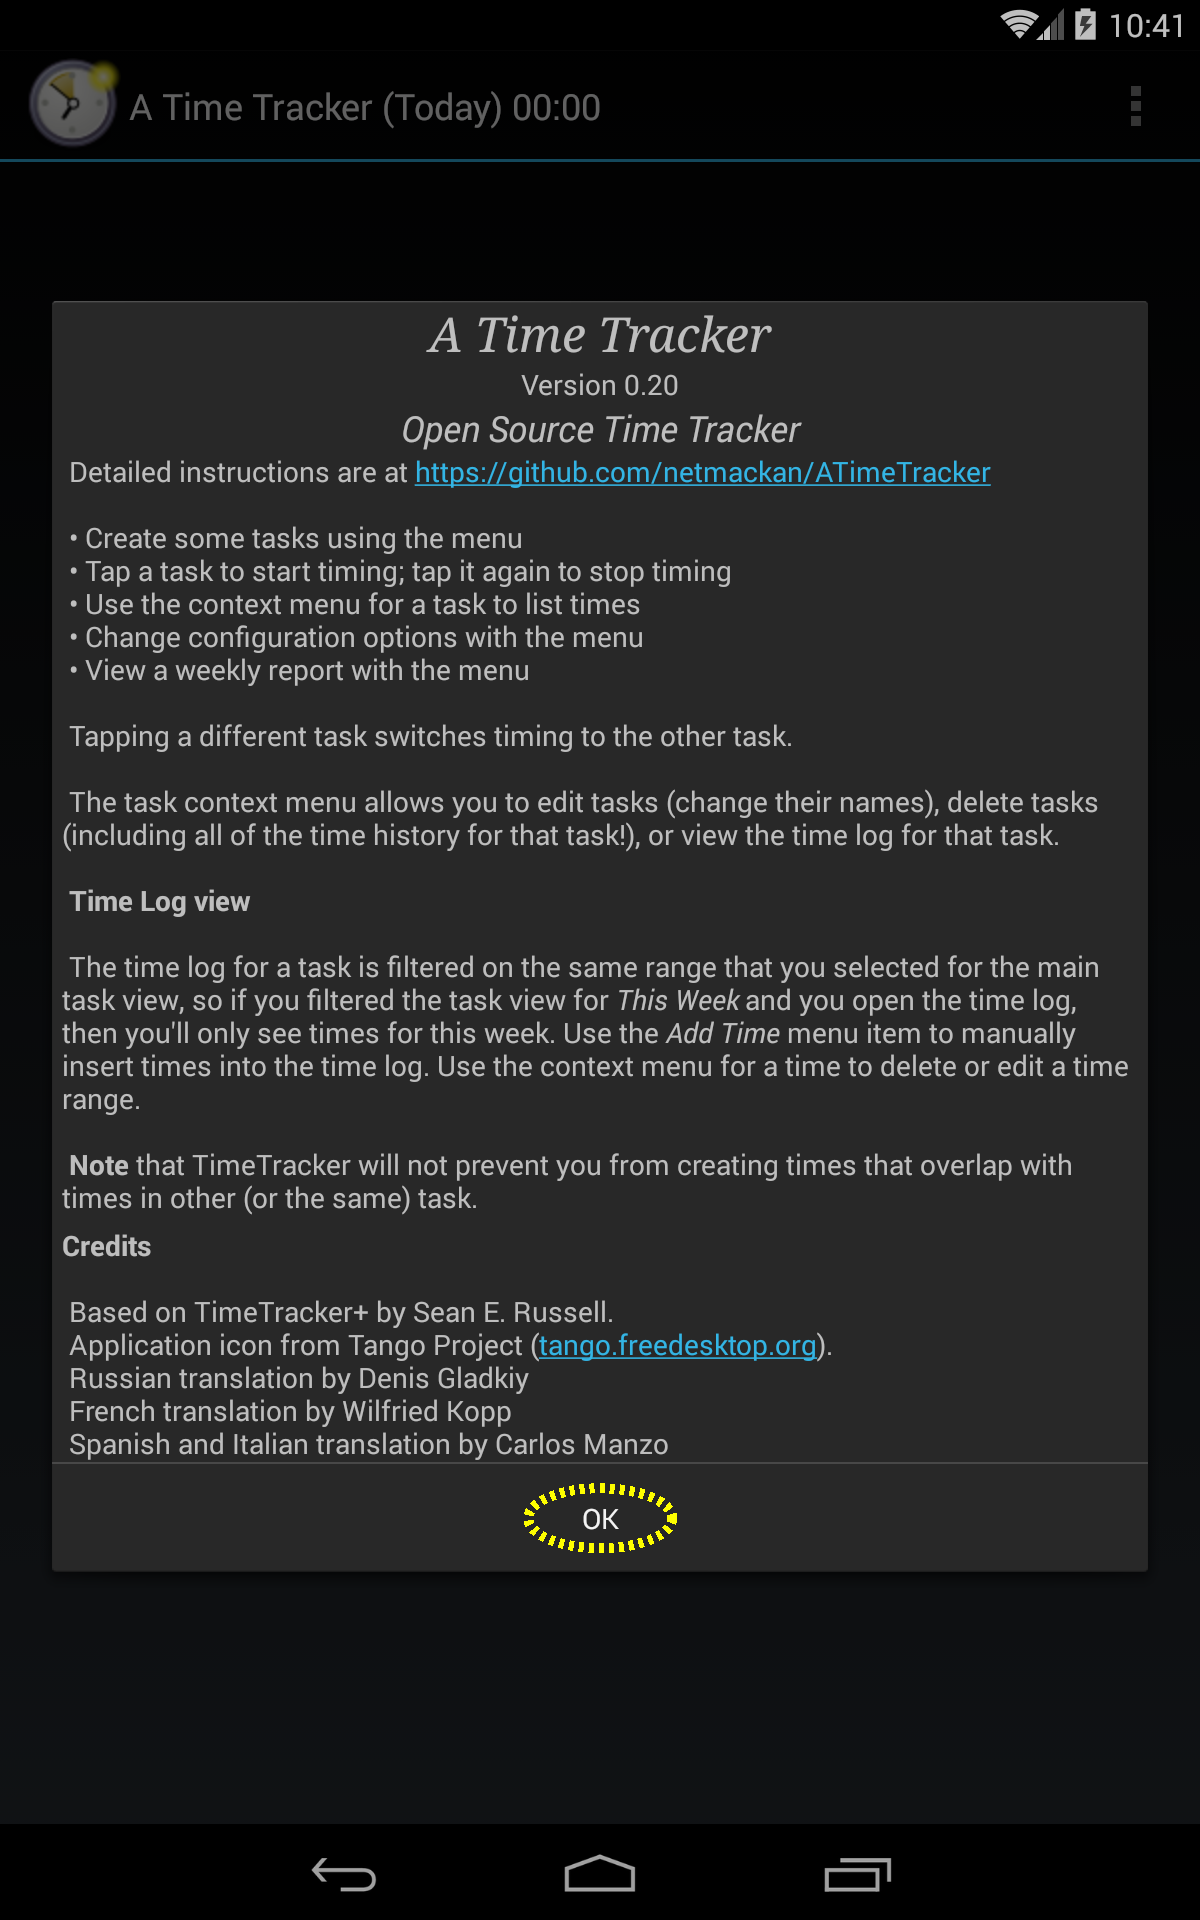 10:41
A Time Tracker (Today) 00:00
A Time Tracker
Version 0.20
Open Source Time Tracker
Detailed instructions are at https://github.com/netmackan/ATimeTracker
• Create some tasks using the menu
• Tap a task to start timing; tap it again to stop timing
• Use the context menu for a task to list times
• Change configuration options with the menu
• View a weekly report with the menu
Tapping a different task switches timing to the other task.
The task context menu allows you to edit tasks (change their names), delete tasks
(including all of the time history for that task!), or view the time log for that task.
Time Log view
The time log for a task is filtered on the same range that you selected for the main
task view, so if you filtered the task view for This Week and you open the time log,
then you'll only see times for this week. Use the Add Time menu item to manually
insert times into the time log. Use the context menu for a time to delete or edit a time
range.
Note that TimeTracker will not prevent you from creating times that overlap with
times in other (or the same) task.
Credits
Based on TimeTracker+ by Sean E. Russell.
Application icon from Tango Project (tango.freedesktop.org).
Russian translation by Denis Gladkiy
French translation by Wilfried Kopp
Spanish and Italian translation by Carlos Manzo
OK